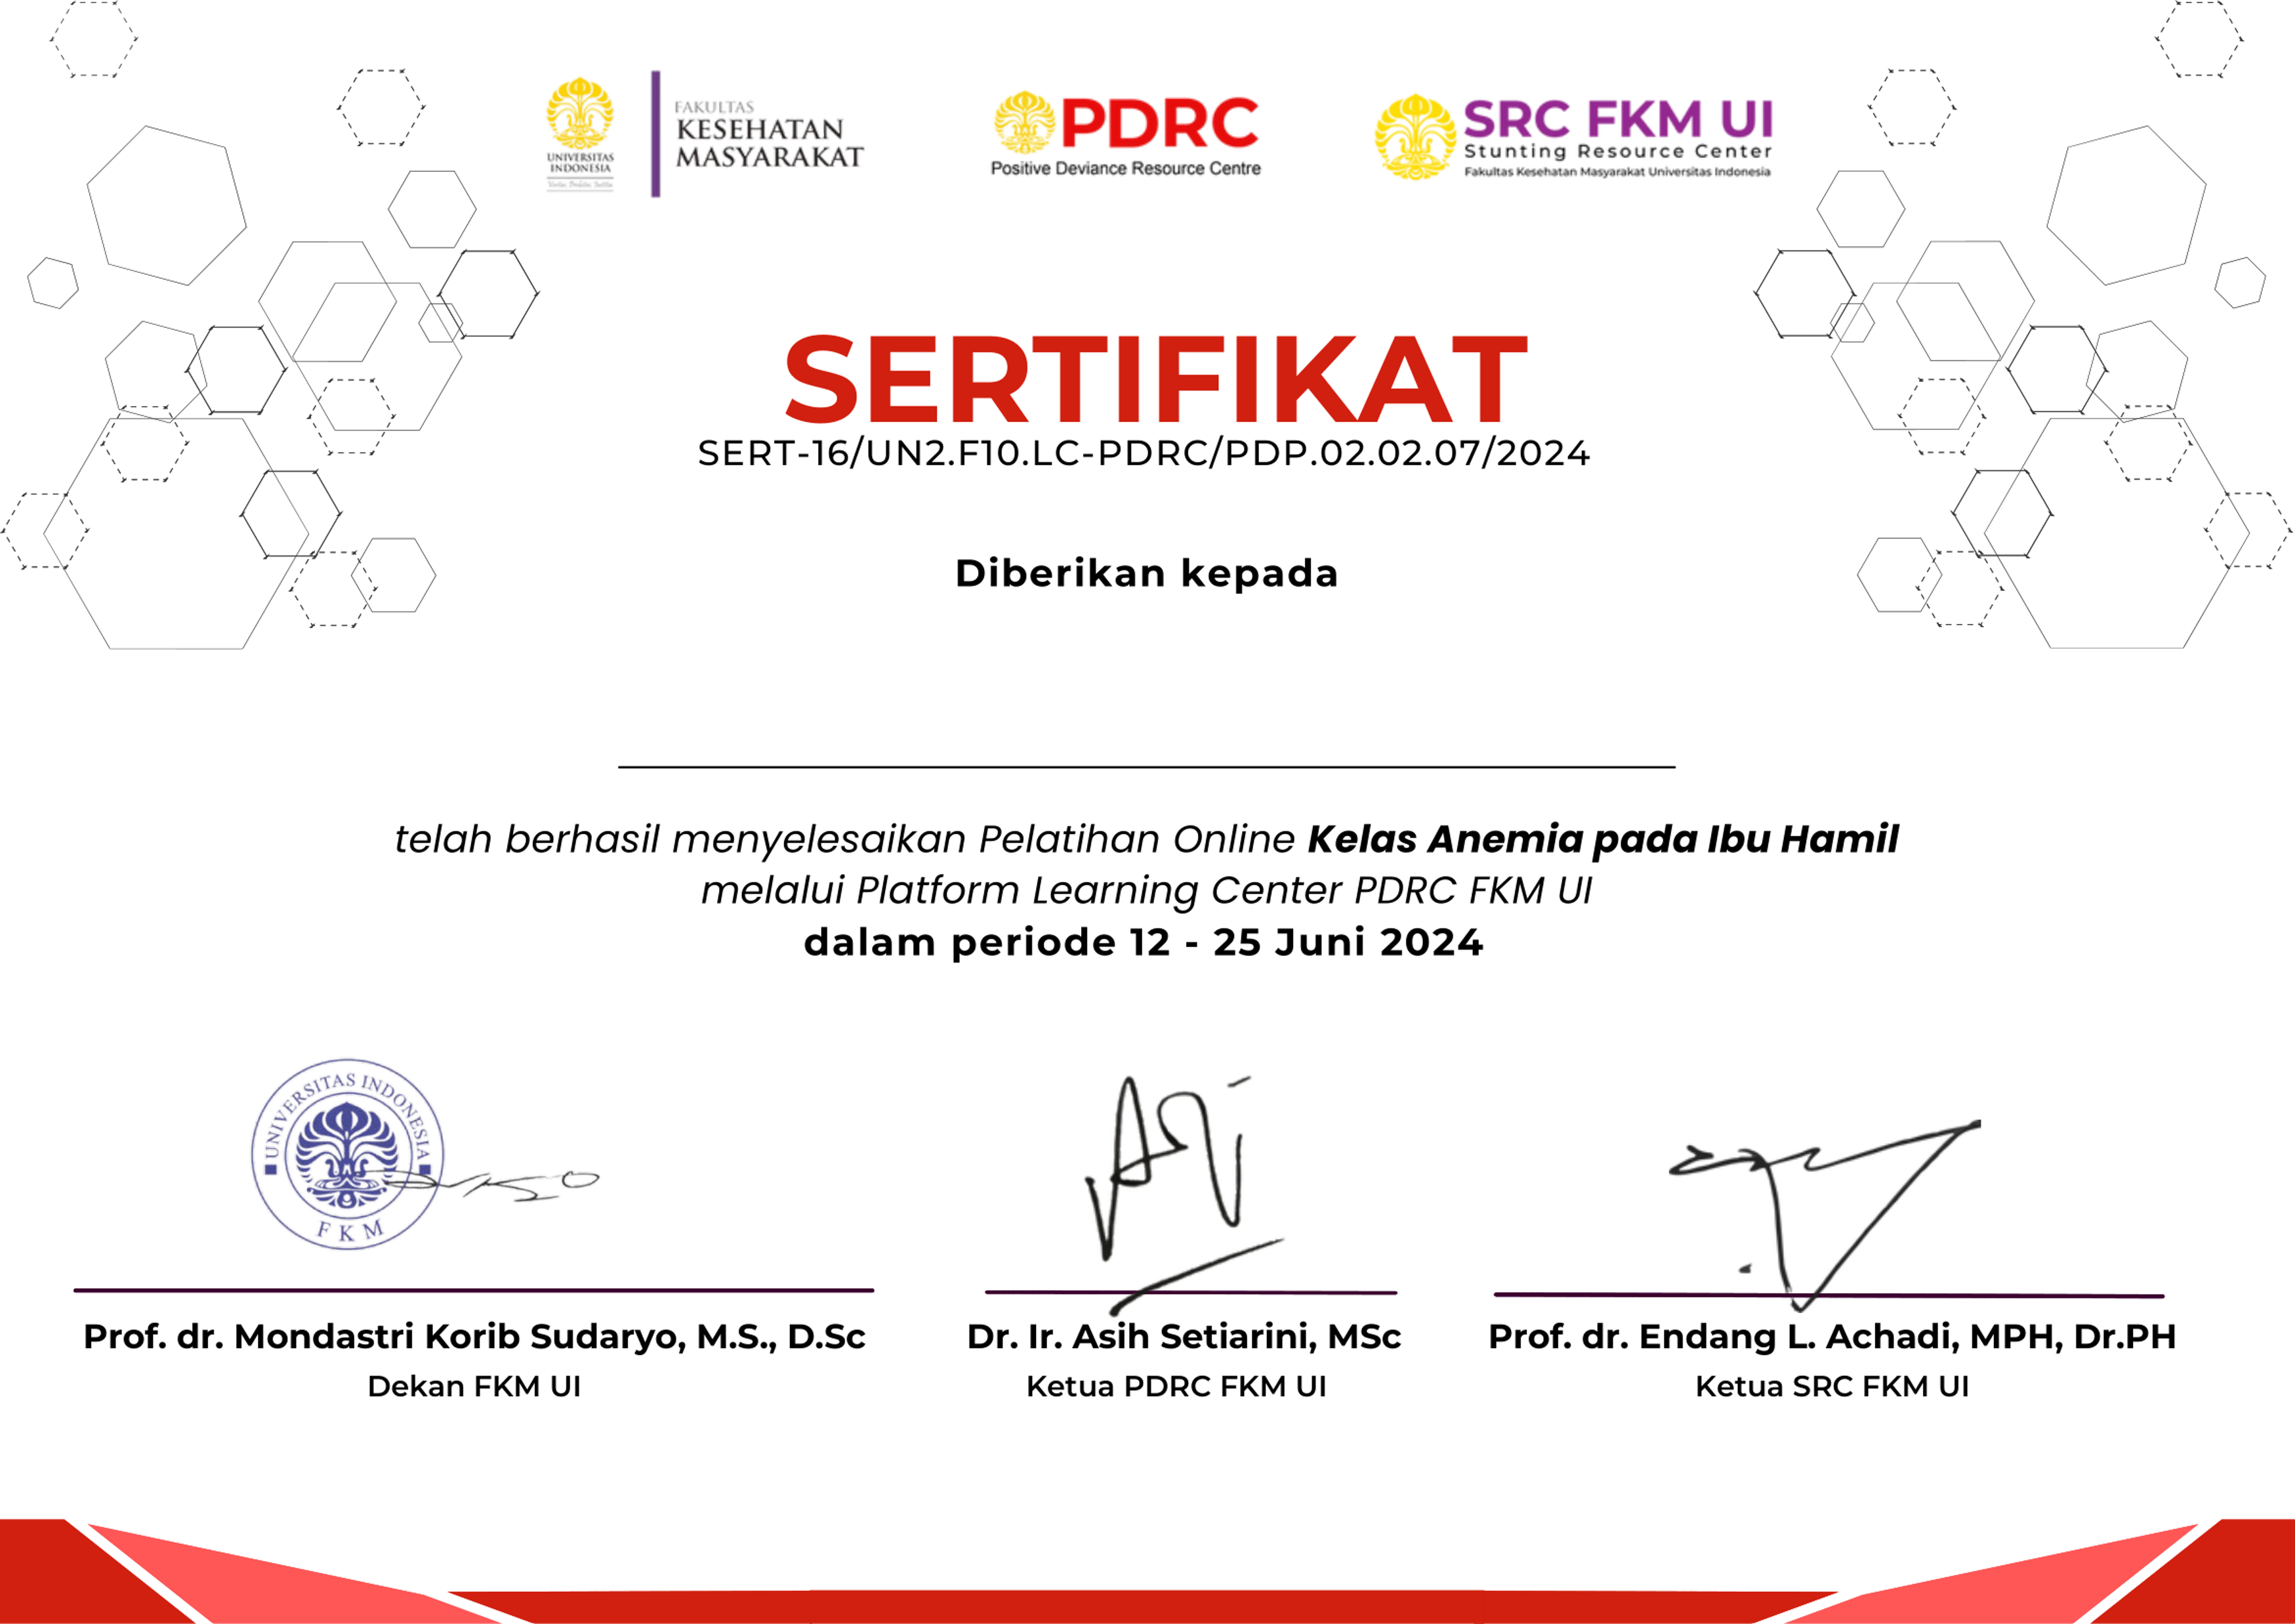 UNIVERSITAS
INDONESIA
Veritas, Probitas, Iustitia
FAKULTAS
KESEHATAN
MASYARAKAT
PDRC
Positive Deviance Resource Centre
SRC FKM UI
Stunting Resource Center
Fakultas Kesehatan Masyarakat Universitas Indonesia
SERTIFIKAT
SERT-16/UN2.F10.LC-PDRC/PDP.02.02.07/2024
Diberikan kepada
telah berhasil menyelesaikan Pelatihan Online Kelas Anemia pada Ibu Hamil
melalui Platform Learning Center PDRC FKM UI
dalam periode 12 - 25 Juni 2024
UNIVERSITAS INDONESIA
FKM
Prof. dr. Mondastri Korib Sudaryo, M.S., D.Sc
Dekan FKM UI
Dr. Ir. Asih Setiarini, MSc
Ketua PDRC FKM UI
Prof. dr. Endang L. Achadi, MPH, Dr.PH
Ketua SRC FKM UI